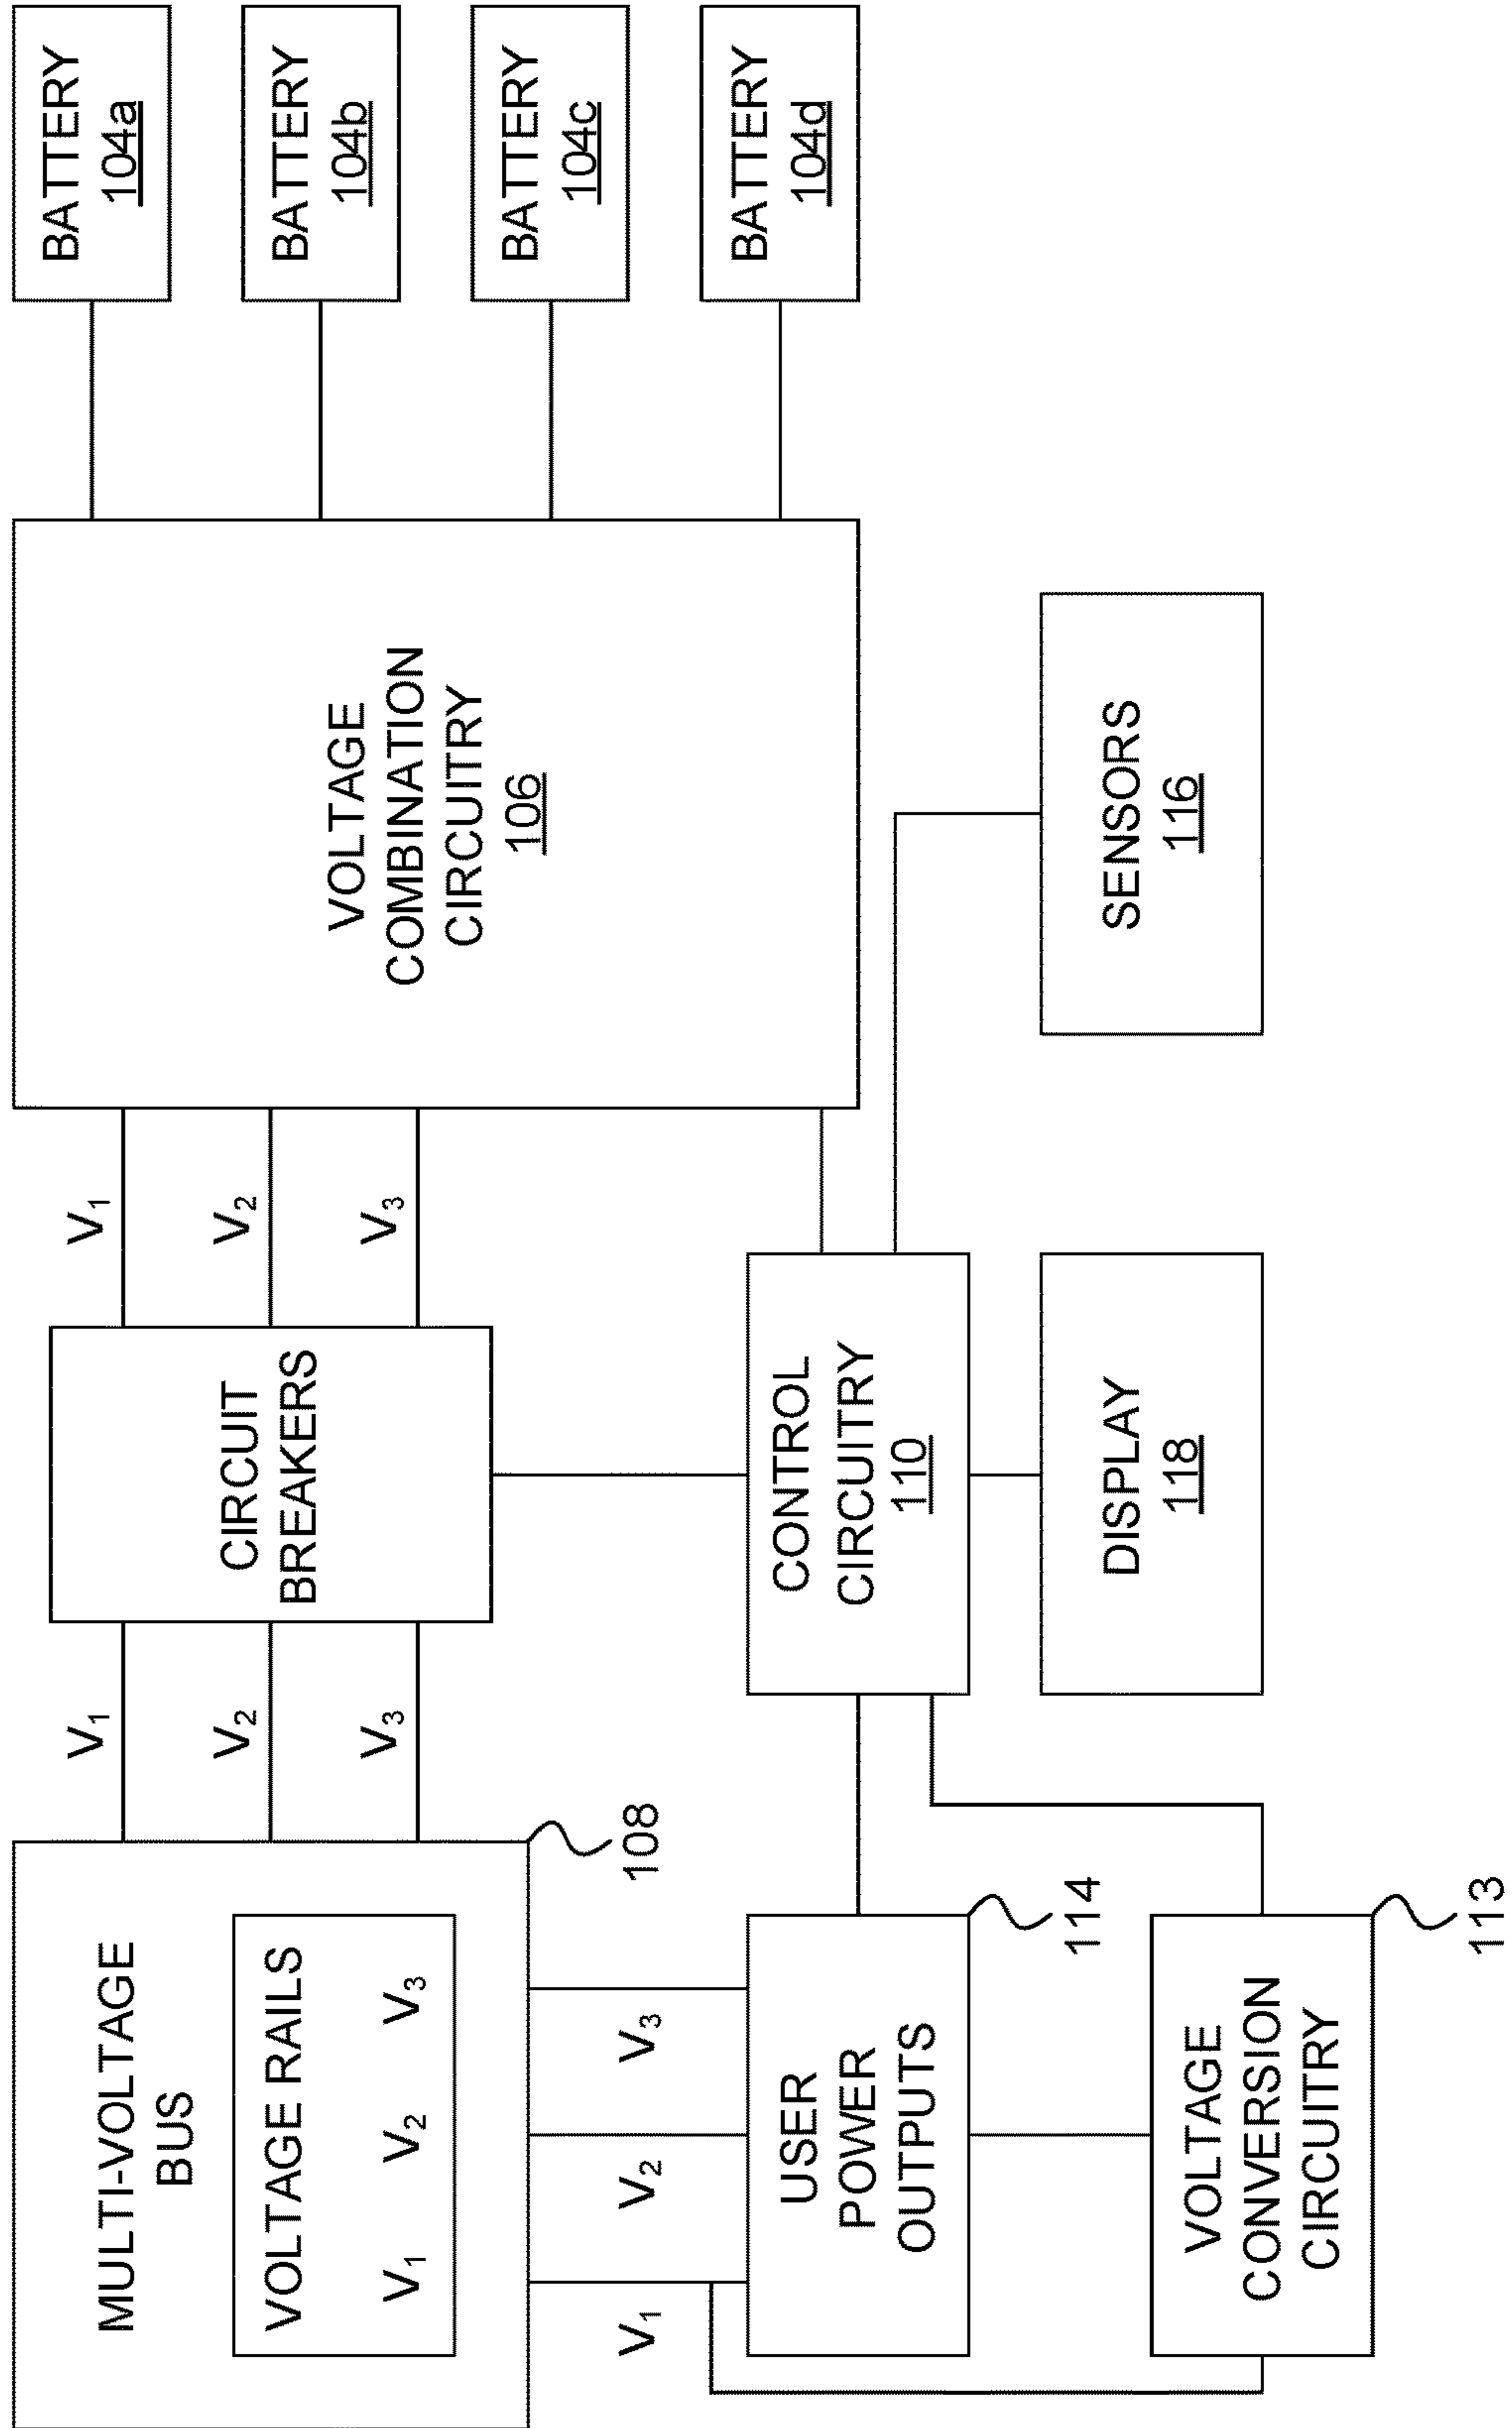 MULTI-VOLTAGE
BUS
VOLTAGE RAILS
V₁ V₂ V₃
108
V₁
V₂
V₃
CIRCUIT
BREAKERS
V₁
V₂
V₃
VOLTAGE
COMBINATION
CIRCUITRY
106
BATTERY
104a
BATTERY
104b
BATTERY
104c
BATTERY
104d
V₁
V₂
V₃
USER
POWER
OUTPUTS
114
CONTROL
CIRCUITRY
110
VOLTAGE
CONVERSION
CIRCUITRY
113
DISPLAY
118
SENSORS
116